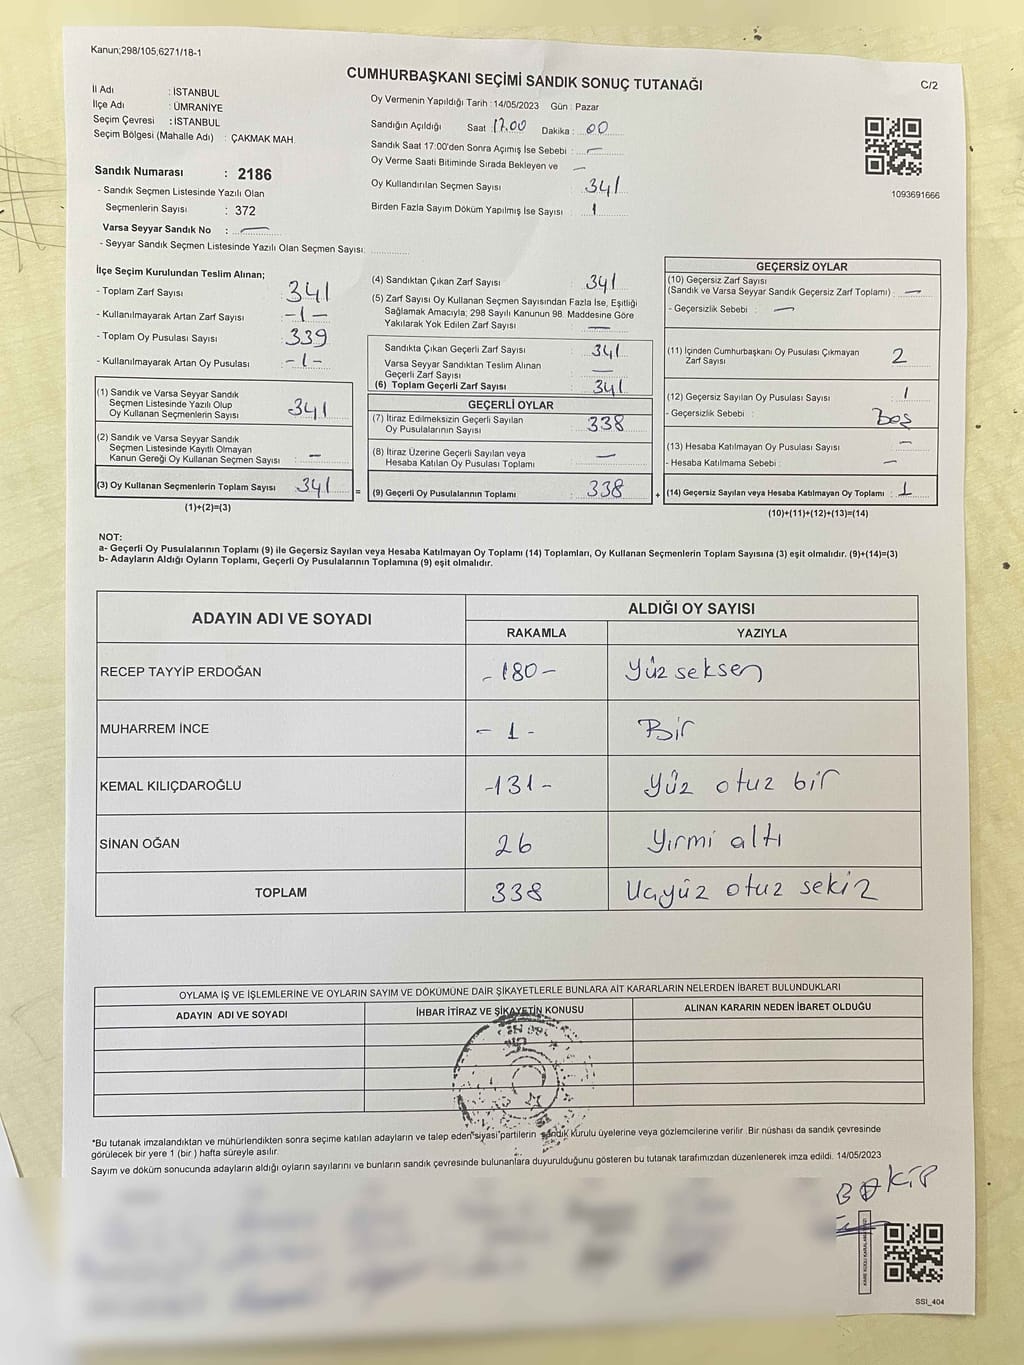 Kanun;298/105,6271/18-1
CUMHURBAŞKANI SEÇİMİ SANDIK SONUÇ TUTANAĞI
C/2
İl Adı : İSTANBUL
İlçe Adı : ÜMRANİYE
Seçim Çevresi : İSTANBUL
Seçim Bölgesi (Mahalle Adı) : ÇAKMAK MAH.
Oy Vermenin Yapıldığı Tarih : 14/05/2023 Gün : Pazar
Sandığın Açıldığı Saat : 17.00 Dakika : 00
Sandık Saat 17:00'den Sonra Açımış İse Sebebi : —
Oy Verme Saati Bitiminde Sırada Bekleyen ve —
Oy Kullandırılan Seçmen Sayısı 341
Birden Fazla Sayım Döküm Yapılmış İse Sayısı : 1
1093691666
Sandık Numarası : 2186
- Sandık Seçmen Listesinde Yazılı Olan
Seçmenlerin Sayısı : 372
Varsa Seyyar Sandık No : —
- Seyyar Sandık Seçmen Listesinde Yazılı Olan Seçmen Sayısı:
İlçe Seçim Kurulundan Teslim Alınan;
- Toplam Zarf Sayısı : 341
- Kullanılmayarak Artan Zarf Sayısı : -1-
- Toplam Oy Pusulası Sayısı : 339
- Kullanılmayarak Artan Oy Pusulası : -1-
(1) Sandık ve Varsa Seyyar Sandık
Seçmen Listesinde Yazılı Olup
Oy Kullanan Seçmenlerin Sayısı : 341
(2) Sandık ve Varsa Seyyar Sandık
Seçmen Listesinde Kayıtlı Olmayan
Kanun Gereği Oy Kullanan Seçmen Sayısı : —
(3) Oy Kullanan Seçmenlerin Toplam Sayısı : 341 =
(1)+(2)=(3)
(4) Sandıktan Çıkan Zarf Sayısı : 341
(5) Zarf Sayısı Oy Kullanan Seçmen Sayısından Fazla İse, Eşitliği
Sağlamak Amacıyla; 298 Sayılı Kanunun 98. Maddesine Göre
Yakılarak Yok Edilen Zarf Sayısı : —
Sandıkta Çıkan Geçerli Zarf Sayısı : 341
Varsa Seyyar Sandıktan Teslim Alınan
Geçerli Zarf Sayısı : —
(6) Toplam Geçerli Zarf Sayısı : 341
GEÇERLİ OYLAR
(7) İtiraz Edilmeksizin Geçerli Sayılan
Oy Pusulalarının Sayısı : 338
(8) İtiraz Üzerine Geçerli Sayılan veya
Hesaba Katılan Oy Pusulası Toplamı : —
(9) Geçerli Oy Pusulalarının Toplamı : 338 +
GEÇERSİZ OYLAR
(10) Geçersiz Zarf Sayısı
(Sandık ve Varsa Seyyar Sandık Geçersiz Zarf Toplamı) : —
- Geçersizlik Sebebi : —
(11) İçinden Cumhurbaşkanı Oy Pusulası Çıkmayan
Zarf Sayısı 2
(12) Geçersiz Sayılan Oy Pusulası Sayısı : 1
- Geçersizlik Sebebi : Boş
(13) Hesaba Katılmayan Oy Pusulası Sayısı : —
- Hesaba Katılmama Sebebi : —
(14) Geçersiz Sayılan veya Hesaba Katılmayan Oy Toplamı : 1
(10)+(11)+(12)+(13)=(14)
NOT:
a- Geçerli Oy Pusulalarının Toplamı (9) ile Geçersiz Sayılan veya Hesaba Katılmayan Oy Toplamı (14) Toplamları, Oy Kullanan Seçmenlerin Toplam Sayısına (3) eşit olmalıdır. (9)+(14)=(3)
b- Adayların Aldığı Oyların Toplamı, Geçerli Oy Pusulalarının Toplamına (9) eşit olmalıdır.
ADAYIN ADI VE SOYADI ALDIĞI OY SAYISI
RAKAMLA YAZIYLA
RECEP TAYYİP ERDOĞAN -180- Yüz seksen
MUHARREM İNCE -1- Bir
KEMAL KILIÇDAROĞLU -131- Yüz otuz bir
SİNAN OĞAN 26 Yirmi altı
TOPLAM 338 Üçyüz otuz sekiz
OYLAMA İŞ VE İŞLEMLERİNE VE OYLARIN SAYIM VE DÖKÜMÜNE DAİR ŞİKAYETLERLE BUNLARA AİT KARARLARIN NELERDEN İBARET BULUNDUKLARI
ADAYIN ADI VE SOYADI İHBAR İTİRAZ VE ŞİKAYETİN KONUSU ALINAN KARARIN NEDEN İBARET OLDUĞU
*Bu tutanak imzalandıktan ve mühürlendikten sonra seçime katılan adayların ve talep eden siyasi partilerin sandık kurulu üyelerine veya gözlemcilerine verilir. Bir nüshası da sandık çevresinde
görülecek bir yere 1 (bir ) hafta süreyle asılır.
Sayım ve döküm sonucunda adayların aldığı oyların sayılarını ve bunların sandık çevresinde bulunanlara duyurulduğunu gösteren bu tutanak tarafımızdan düzenlenerek imza edildi. 14/05/2023
SSI_404